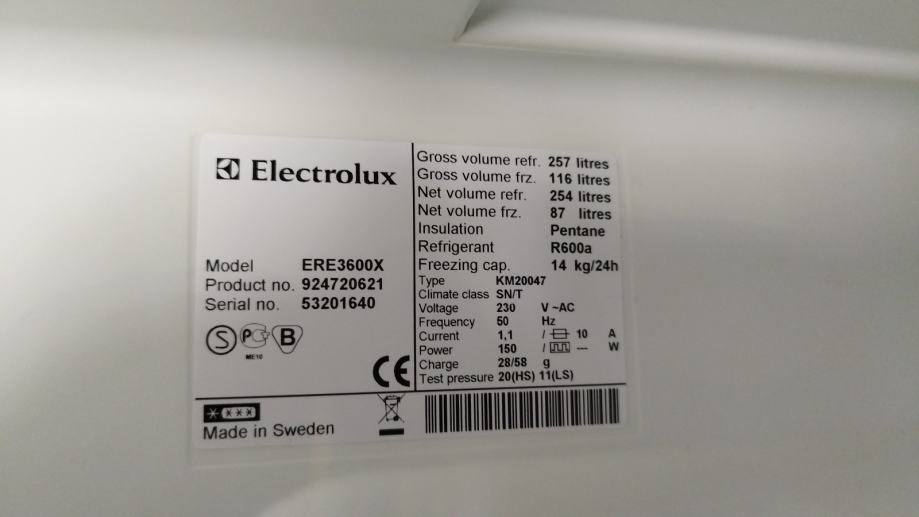 Electrolux
Model ERE3600X
Product no. 924720621
Serial no. 53201640
S PCT B
ME10
CE
Gross volume refr. 257 litres
Gross volume frz. 116 litres
Net volume refr. 254 litres
Net volume frz. 87 litres
Insulation Pentane
Refrigerant R600a
Freezing cap. 14 kg/24h
Type KM20047
Climate class SN/T
Voltage 230 V ~AC
Frequency 50 Hz
Current 1,1 / 10 A
Power 150 / --- W
Charge 28/58 g
Test pressure 20(HS) 11(LS)
Made in Sweden